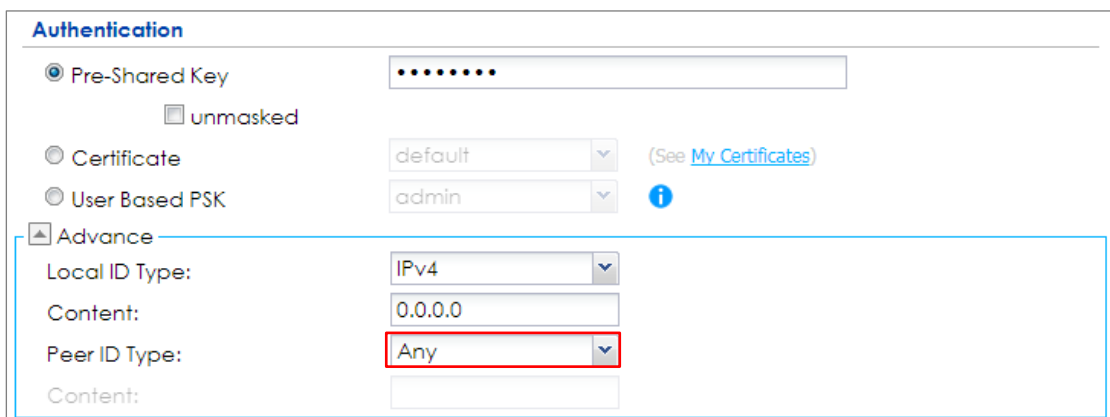 Authentication
Pre-Shared Key ••••••••
unmasked
Certificate default (See My Certificates)
User Based PSK admin i
Advance
Local ID Type: IPv4
Content: 0.0.0.0
Peer ID Type: Any
Content: